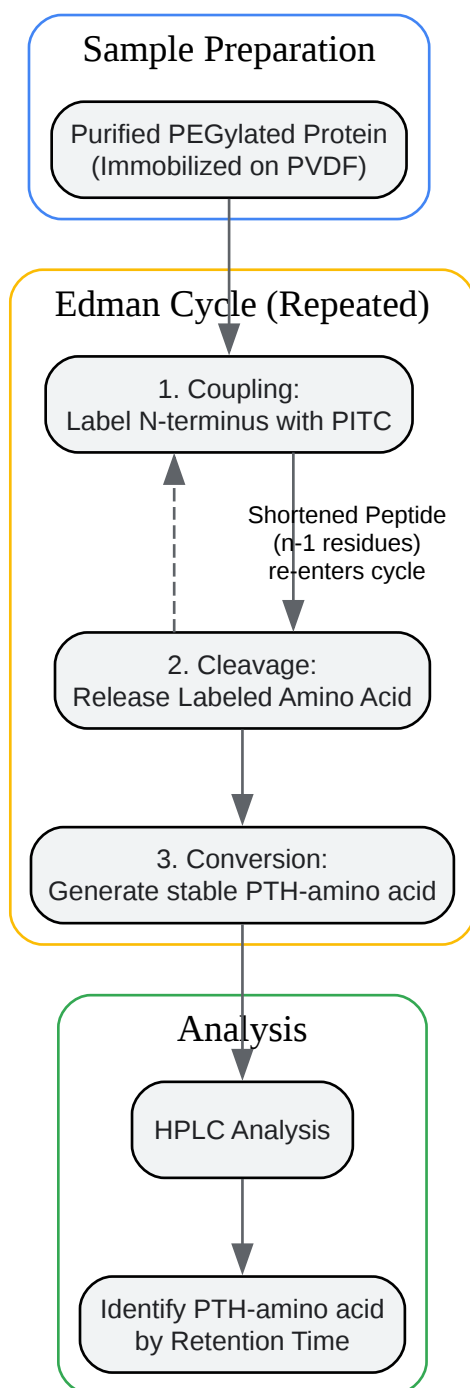 Sample Preparation
Purified PEGylated Protein
(Immobilized on PVDF)
Edman Cycle (Repeated)
1. Coupling:
Label N-terminus with PITC
Shortened Peptide
(n-1 residues)
re-enters cycle
2. Cleavage:
Release Labeled Amino Acid
3. Conversion:
Generate stable PTH-amino acid
Analysis
HPLC Analysis
Identify PTH-amino acid
by Retention Time